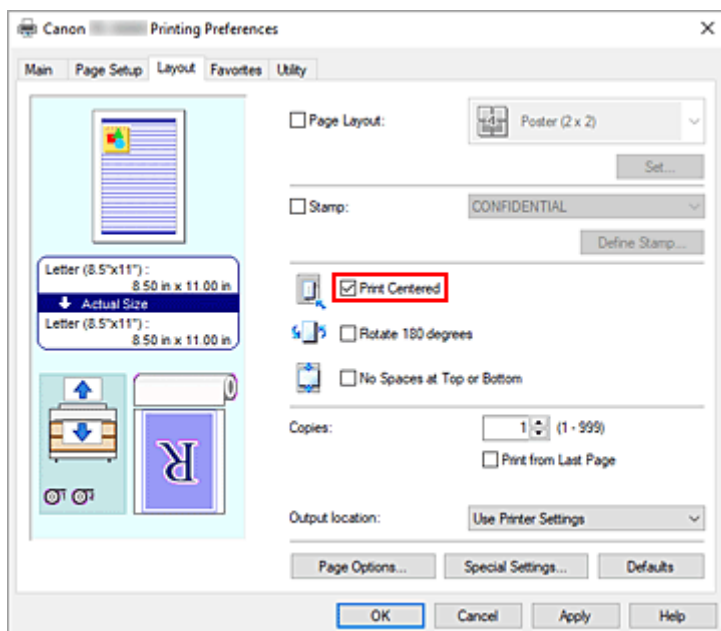 Canon Printing Preferences
Main Page Setup Layout Favorites Utility
Page Layout: Poster (2 x 2)
Set...
Stamp: CONFIDENTIAL
Define Stamp...
Letter (8.5"x11") :
8.50 in x 11.00 in
Actual Size
Letter (8.5"x11") :
8.50 in x 11.00 in
Print Centered
Rotate 180 degrees
No Spaces at Top or Bottom
Copies: 1 (1 - 999)
Print from Last Page
R
Output location: Use Printer Settings
Page Options... Special Settings... Defaults
OK Cancel Apply Help